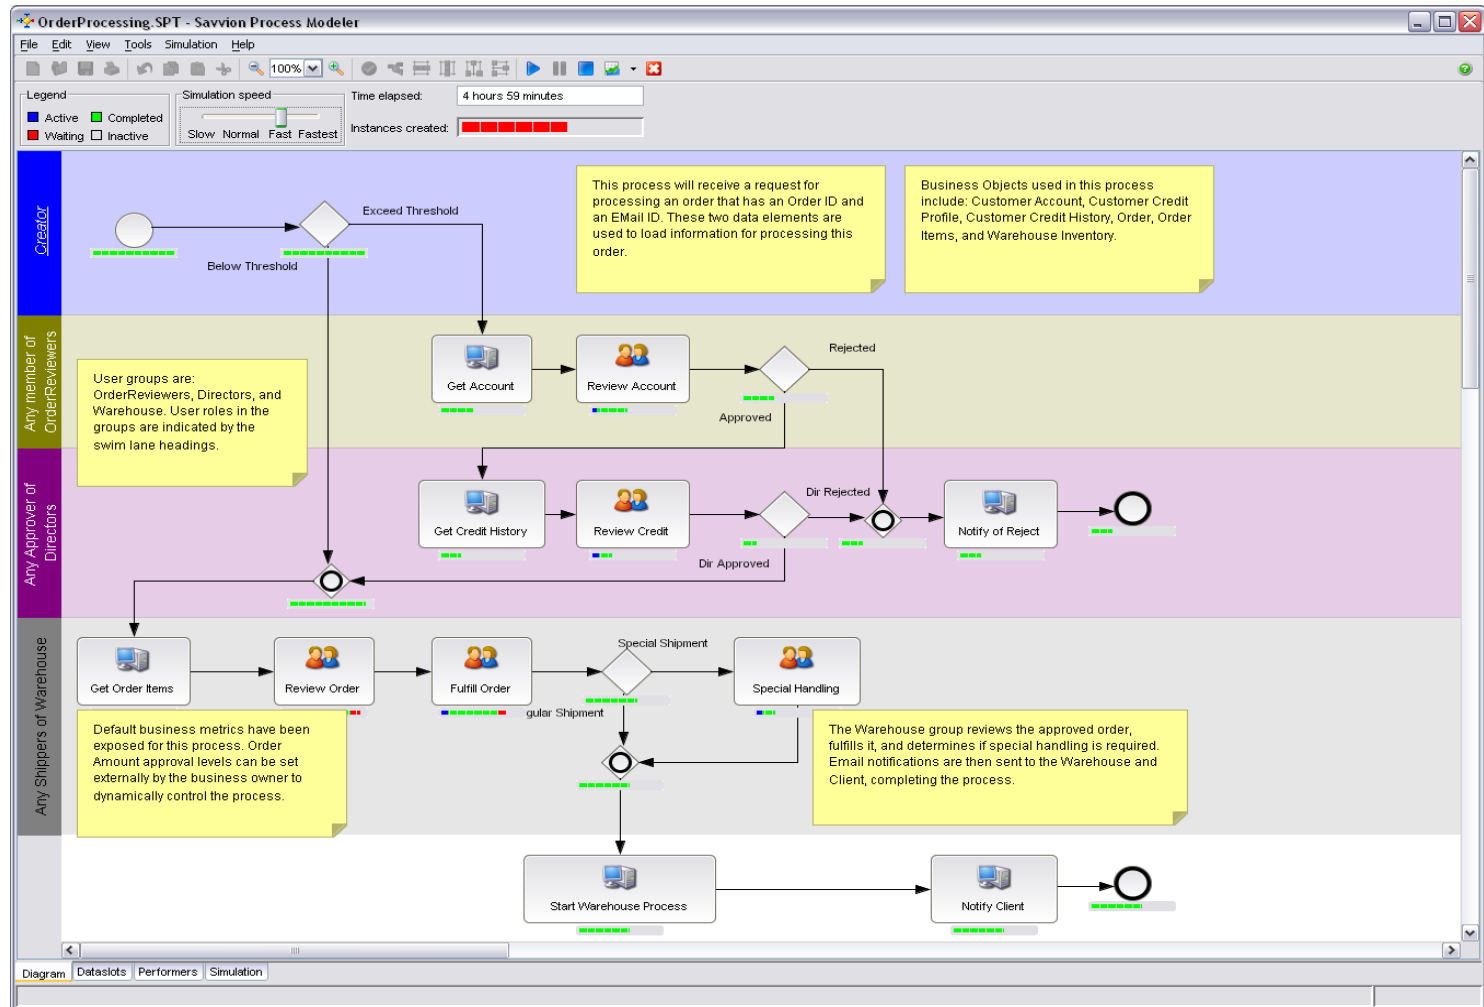 OrderProcessing.SPT - Savvion Process Modeler
File Edit View Tools Simulation Help
100%
Legend
Active Completed
Waiting Inactive
Simulation speed
Slow Normal Fast Fastest
Time elapsed: 4 hours 59 minutes
Instances created:
Creator
Exceed Threshold
Below Threshold
This process will receive a request for
processing an order that has an Order ID and
an EMail ID. These two data elements are
used to load information for processing this
order.
Business Objects used in this process
include: Customer Account, Customer Credit
Profile, Customer Credit History, Order, Order
Items, and Warehouse Inventory.
Any member of
OrderReviewers
User groups are:
OrderReviewers, Directors, and
Warehouse. User roles in the
groups are indicated by the
swim lane headings.
Get Account
Review Account
Rejected
Approved
Any Approver of
Directors
Get Credit History
Review Credit
Dir Rejected
Dir Approved
Notify of Reject
Any Shippers of Warehouse
Get Order Items
Review Order
Fulfill Order
Special Shipment
gular Shipment
Special Handling
Default business metrics have been
exposed for this process. Order
Amount approval levels can be set
externally by the business owner to
dynamically control the process.
The Warehouse group reviews the approved order,
fulfills it, and determines if special handling is required.
Email notifications are then sent to the Warehouse and
Client, completing the process.
Start Warehouse Process
Notify Client
Diagram Dataslots Performers Simulation